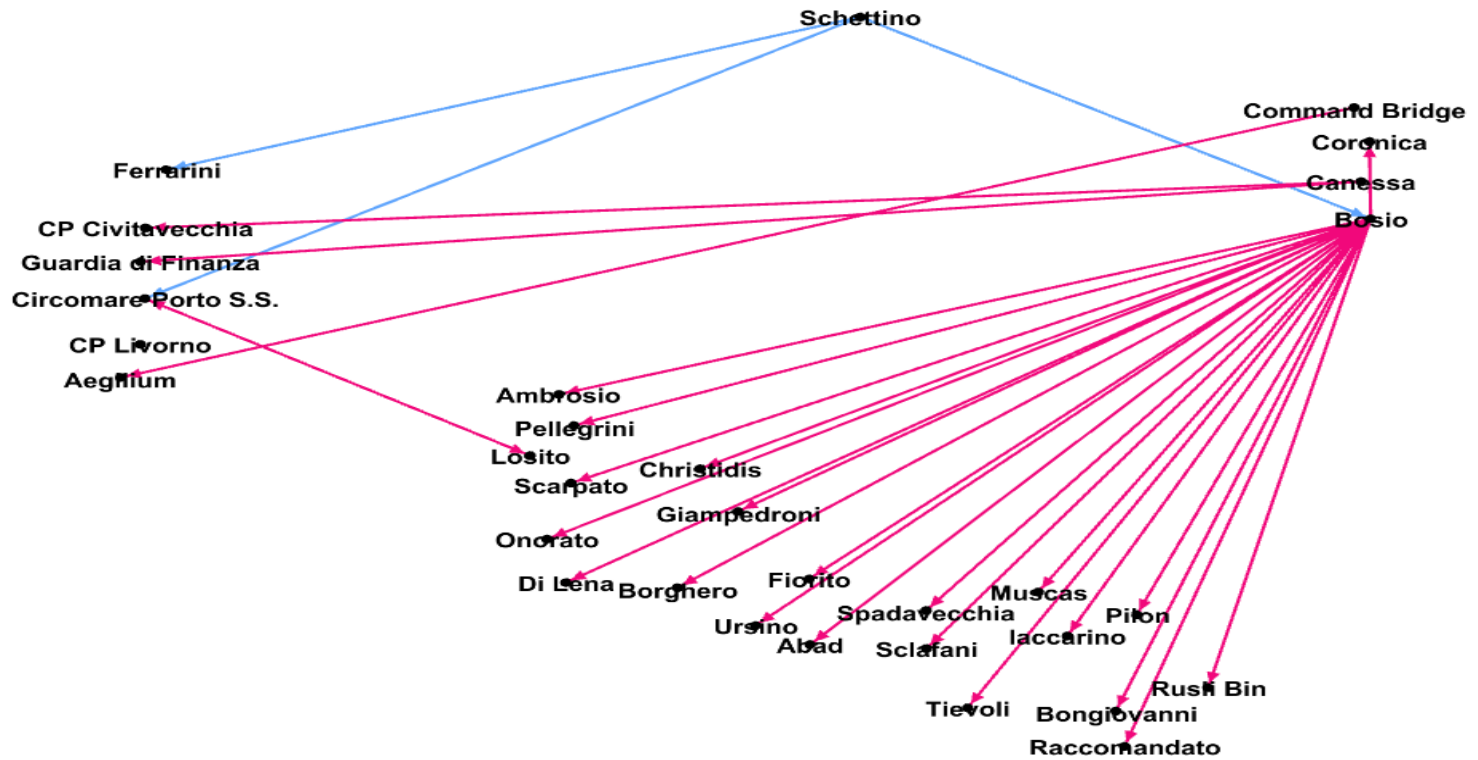 Schettino
Command Bridge
Coronica
Ferrarini
Canessa
Bosio
CP Civitavecchia
Guardia di Finanza
Circomare Porto S.S.
CP Livorno
Aegilium
Ambrosio
Pellegrini
Losito
Christidis
Scarpato
Giampedroni
Onorato
Di Lena
Borghero
Fiorito
Muscas
Spadavecchia
Pilon
Ursino
Abad
Sclafani
Iaccarino
Rush Bin
Tievoli
Bongiovanni
Raccomandato